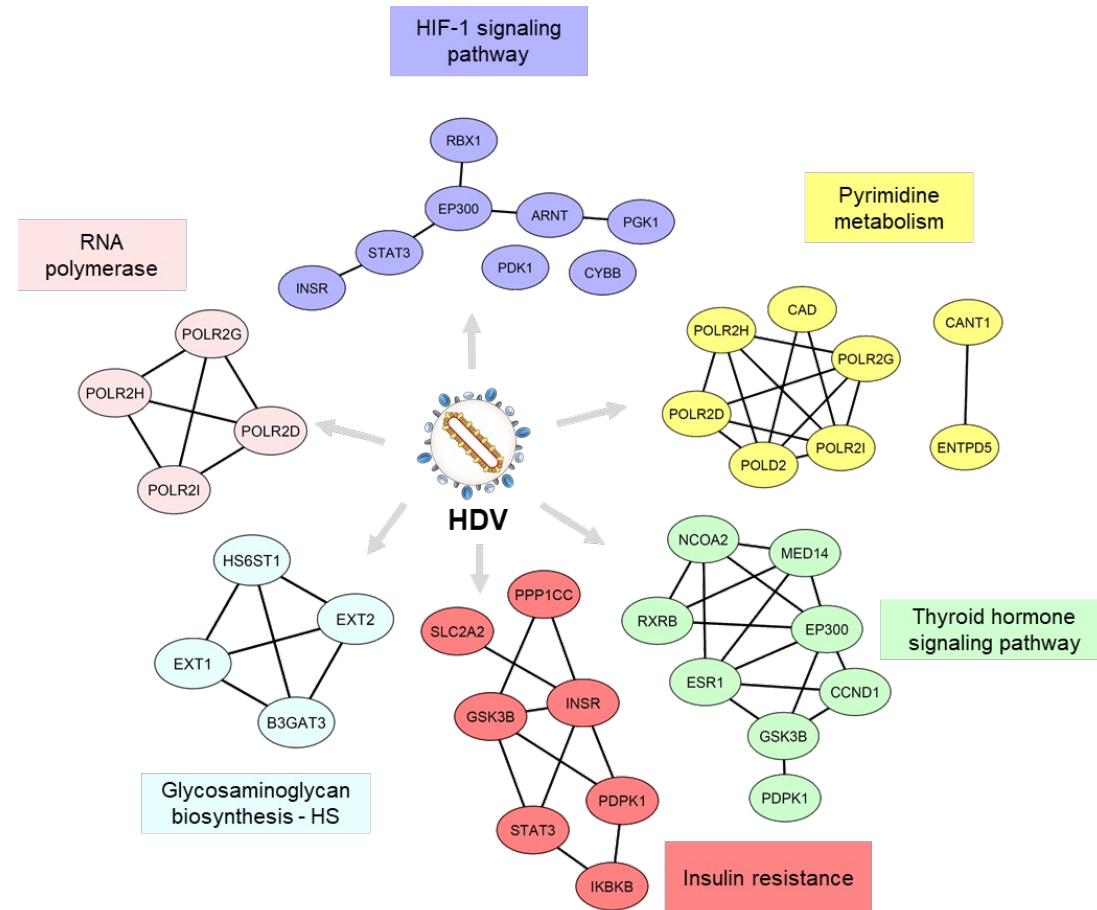 HIF-1 signaling
pathway
RBX1
EP300
ARNT
PGK1
STAT3
PDK1
CYBB
INSR
Pyrimidine
metabolism
RNA
polymerase
POLR2G
POLR2H
POLR2D
POLR2I
CAD
POLR2H
POLR2G
POLR2D
POLR2I
POLD2
CANT1
ENTPD5
HDV
HS6ST1
EXT2
EXT1
B3GAT3
Glycosaminoglycan
biosynthesis - HS
PPP1CC
SLC2A2
INSR
GSK3B
PDPK1
STAT3
IKBKB
Insulin resistance
NCOA2
MED14
RXRB
EP300
ESR1
CCND1
GSK3B
PDPK1
Thyroid hormone
signaling pathway